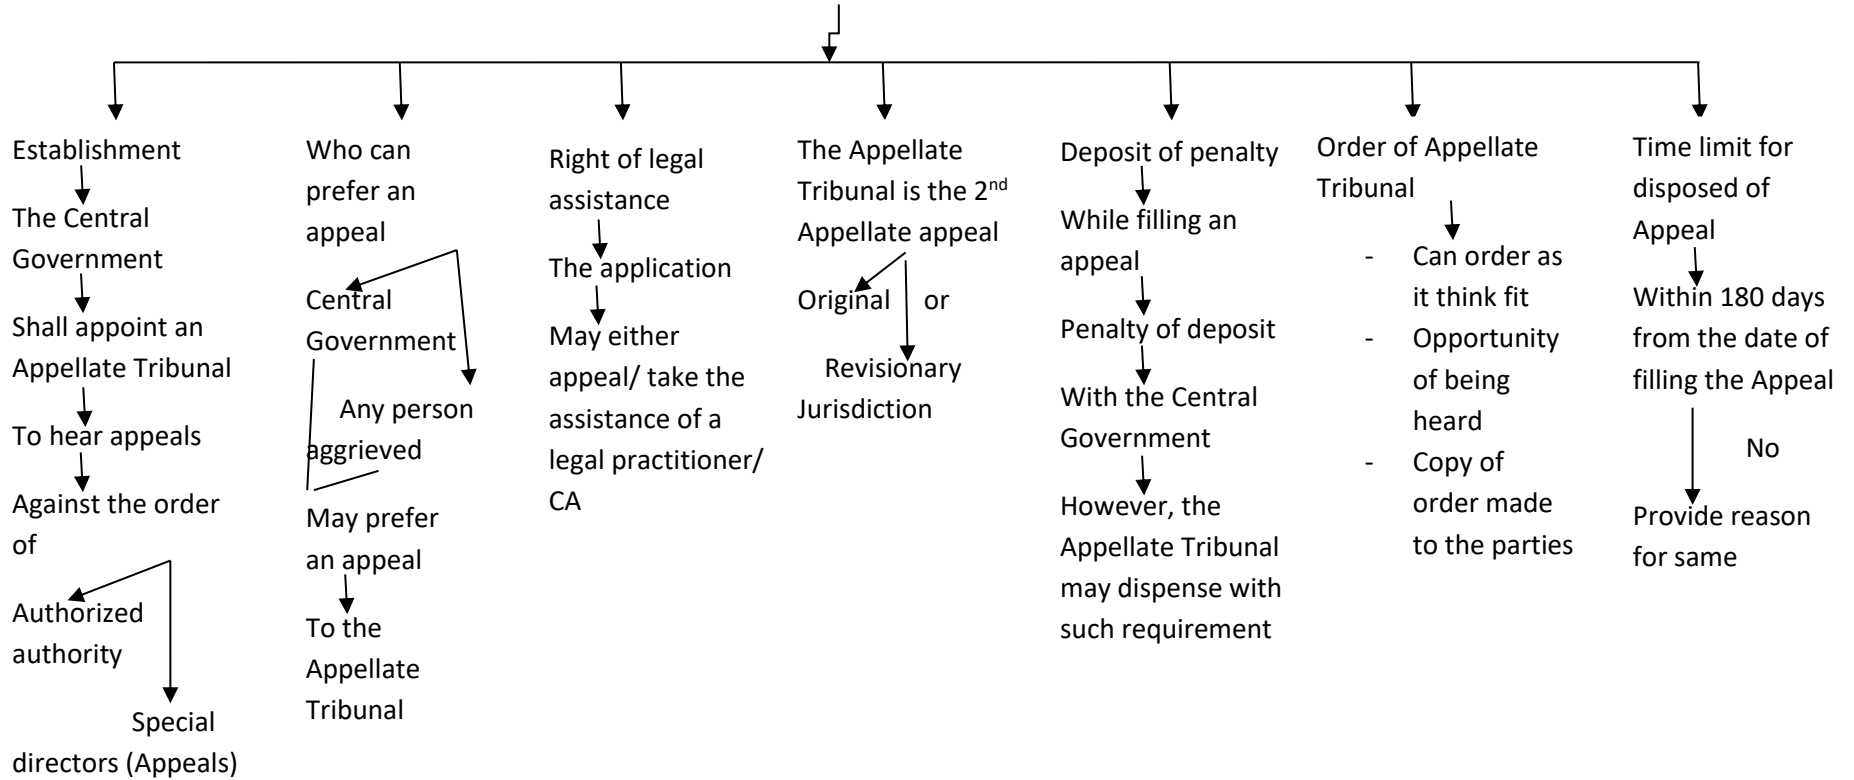 Establishment
The Central
Government
Shall appoint an
Appellate Tribunal
To hear appeals
Against the order
of
Authorized
authority
Special
directors (Appeals)
Who can
prefer an
appeal
Central
Government
Any person
aggrieved
May prefer
an appeal
To the
Appellate
Tribunal
Right of legal
assistance
The application
May either
appeal/ take the
assistance of a
legal practitioner/
CA
The Appellate
Tribunal is the 2nd
Appellate appeal
Original or
Revisionary
Jurisdiction
Deposit of penalty
While filling an
appeal
Penalty of deposit
With the Central
Government
However, the
Appellate Tribunal
may dispense with
such requirement
Order of Appellate
Tribunal
- Can order as
it think fit
- Opportunity
of being
heard
- Copy of
order made
to the parties
Time limit for
disposed of
Appeal
Within 180 days
from the date of
filling the Appeal
No
Provide reason
for same